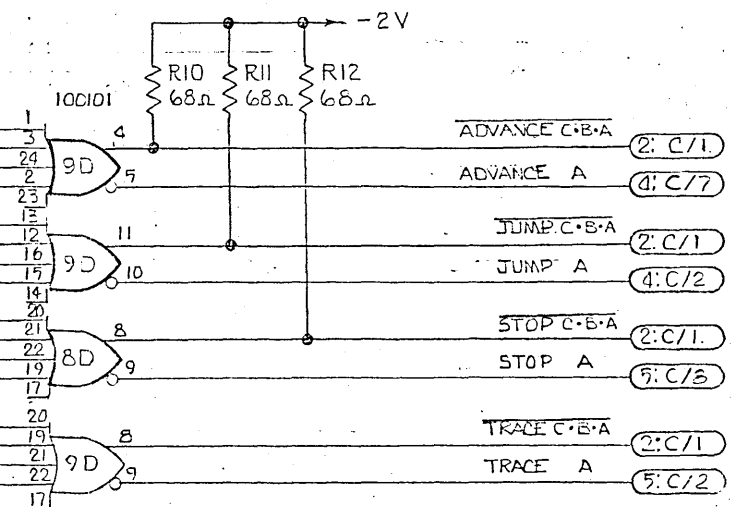 -2V
R10 R11 R12
68Ω 68Ω 68Ω
100101
1
3
24
2
23
9D
4
5
ADVANCE C·B·A
2: C/1
ADVANCE A
4: C/7
13
12
16
15
14
9D
11
10
JUMP C·B·A
2: C/1
JUMP A
4: C/2
20
21
22
19
17
8D
8
9
STOP C·B·A
2: C/1
STOP A
5: C/3
20
19
21
22
17
9D
8
9
TRACE C·B·A
2: C/1
TRACE A
5: C/2